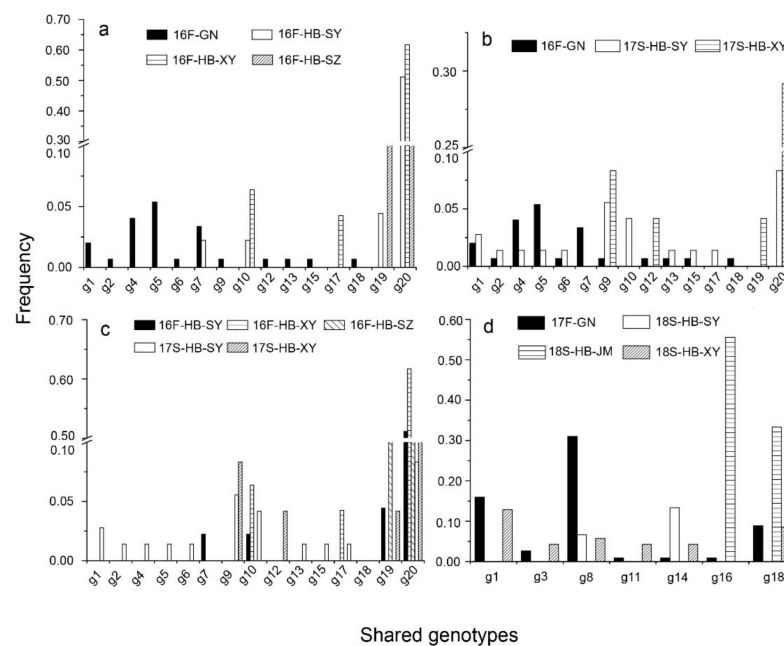 a
16F-GN 16F-HB-SY
16F-HB-XY 16F-HB-SZ
0.70
0.60
0.50
0.40
0.30
0.10
0.05
0.00
g1 g2 g4 g5 g6 g7 g9 g10 g12 g13 g15 g17 g18 g19 g20
b
16F-GN 17S-HB-SY 17S-HB-XY
0.30
0.25
0.10
0.05
0.00
g1 g2 g4 g5 g6 g7 g9 g10 g12 g13 g15 g17 g18 g19 g20
Frequency
c
16F-HB-SY 16F-HB-XY 16F-HB-SZ
17S-HB-SY 17S-HB-XY
0.70
0.60
0.50
0.10
0.05
0.00
g1 g2 g4 g5 g6 g7 g9 g10 g12 g13 g15 g17 g18 g19 g20
d
17F-GN 18S-HB-SY
18S-HB-JM 18S-HB-XY
0.60
0.50
0.40
0.30
0.20
0.10
0.00
g1 g3 g8 g11 g14 g16 g18
Shared genotypes